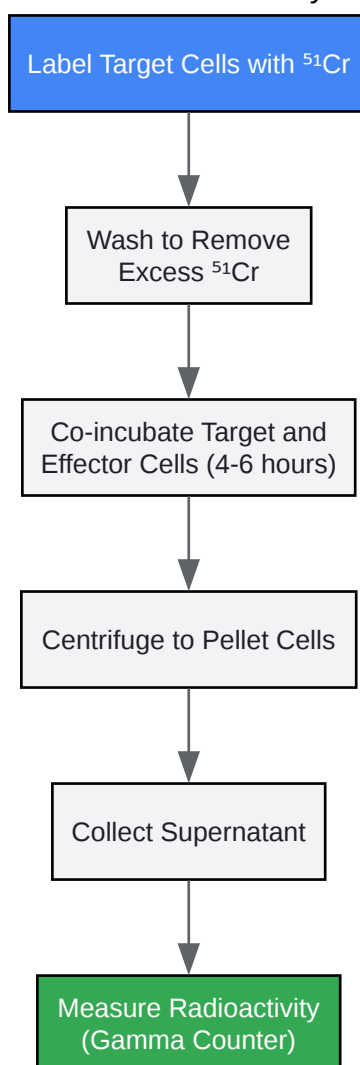 Label Target Cells with ⁵¹Cr
Wash to Remove
Excess ⁵¹Cr
Co-incubate Target and
Effector Cells (4-6 hours)
Centrifuge to Pellet Cells
Collect Supernatant
Measure Radioactivity
(Gamma Counter)